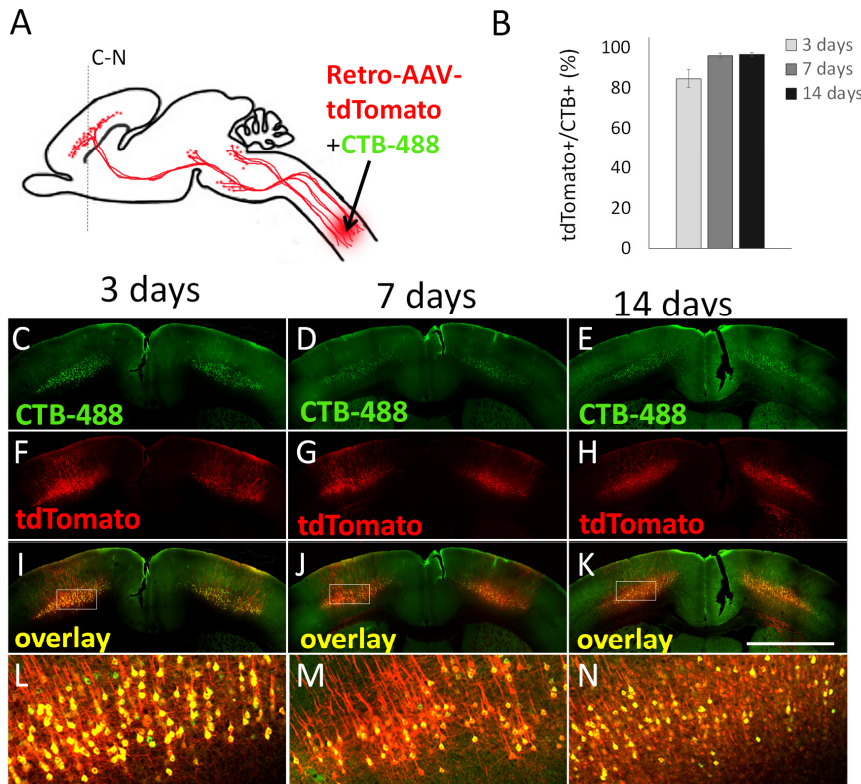 A
C-N
Retro-AAV-
tdTomato
+CTB-488
B
tdTomato+/CTB+ (%)
100
80
60
40
20
0
3 days
7 days
14 days
3 days
7 days
14 days
C
CTB-488
D
CTB-488
E
CTB-488
F
tdTomato
G
tdTomato
H
tdTomato
I
overlay
J
overlay
K
overlay
L
M
N